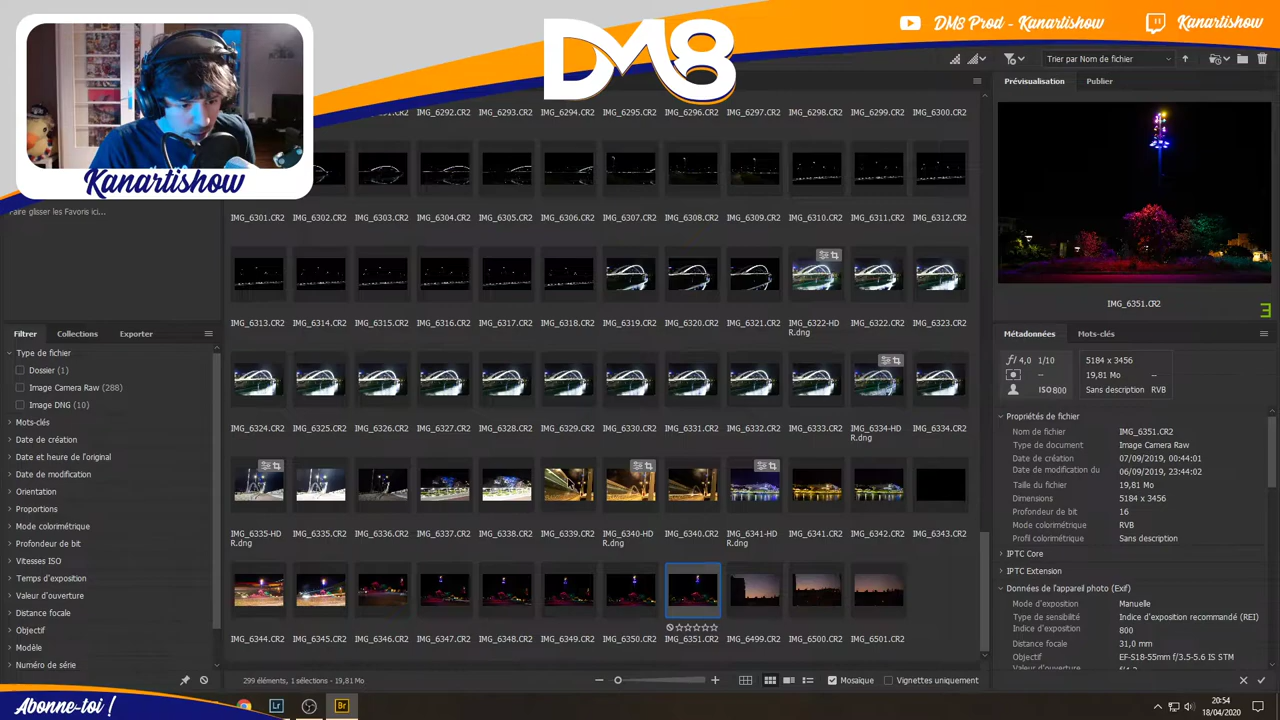 DM8
DM8 Prod - Kanartishow
Kanartishow
Kanartishow
Trier par Nom de fichier
Prévisualisation
Publier
IMG_6292.CR2
IMG_6293.CR2
IMG_6294.CR2
IMG_6295.CR2
IMG_6296.CR2
IMG_6297.CR2
IMG_6298.CR2
IMG_6299.CR2
IMG_6300.CR2
Faire glisser les Favoris ici...
IMG_6301.CR2
IMG_6302.CR2
IMG_6303.CR2
IMG_6304.CR2
IMG_6305.CR2
IMG_6306.CR2
IMG_6307.CR2
IMG_6308.CR2
IMG_6309.CR2
IMG_6310.CR2
IMG_6311.CR2
IMG_6312.CR2
IMG_6313.CR2
IMG_6314.CR2
IMG_6315.CR2
IMG_6316.CR2
IMG_6317.CR2
IMG_6318.CR2
IMG_6319.CR2
IMG_6320.CR2
IMG_6321.CR2
IMG_6322-HD
R.dng
IMG_6322.CR2
IMG_6323.CR2
IMG_6324.CR2
IMG_6325.CR2
IMG_6326.CR2
IMG_6327.CR2
IMG_6328.CR2
IMG_6329.CR2
IMG_6330.CR2
IMG_6331.CR2
IMG_6332.CR2
IMG_6333.CR2
IMG_6334-HD
R.dng
IMG_6334.CR2
IMG_6335-HD
R.dng
IMG_6335.CR2
IMG_6336.CR2
IMG_6337.CR2
IMG_6338.CR2
IMG_6339.CR2
IMG_6340-HD
R.dng
IMG_6340.CR2
IMG_6341-HD
R.dng
IMG_6341.CR2
IMG_6342.CR2
IMG_6343.CR2
IMG_6344.CR2
IMG_6345.CR2
IMG_6346.CR2
IMG_6347.CR2
IMG_6348.CR2
IMG_6349.CR2
IMG_6350.CR2
IMG_6351.CR2
IMG_6499.CR2
IMG_6500.CR2
IMG_6501.CR2
Filtrer
Collections
Exporter
Type de fichier
Dossier (1)
Image Camera Raw (288)
Image DNG (10)
Mots-clés
Date de création
Date et heure de l'original
Date de modification
Orientation
Proportions
Mode colorimétrique
Profondeur de bit
Vitesses ISO
Temps d'exposition
Valeur d'ouverture
Distance focale
Objectif
Modèle
Numéro de série
299 éléments, 1 sélections - 19,81 Mo
Mosaïque
Vignettes uniquement
IMG_6351.CR2
3
Métadonnées
Mots-clés
f/ 4,0 1/10
--
ISO800
5184 x 3456
19,81 Mo --
Sans description RVB
Propriétés de fichier
Nom de fichier IMG_6351.CR2
Type de document Image Camera Raw
Date de création 07/09/2019, 00:44:01
Date de modification du 06/09/2019, 23:44:02
Taille du fichier 19,81 Mo
Dimensions 5184 x 3456
Profondeur de bit 16
Mode colorimétrique RVB
Profil colorimétrique Sans description
IPTC Core
IPTC Extension
Données de l'appareil photo (Exif)
Mode d'exposition Manuelle
Type de sensibilité Indice d'exposition recommandé (REI)
Indice d'exposition 800
Distance focale 31,0 mm
Objectif EF-S18-55mm f/3.5-5.6 IS STM
Valeur d'ouverture
Abonne-toi !
Lr
Br
20:54
18/04/2020